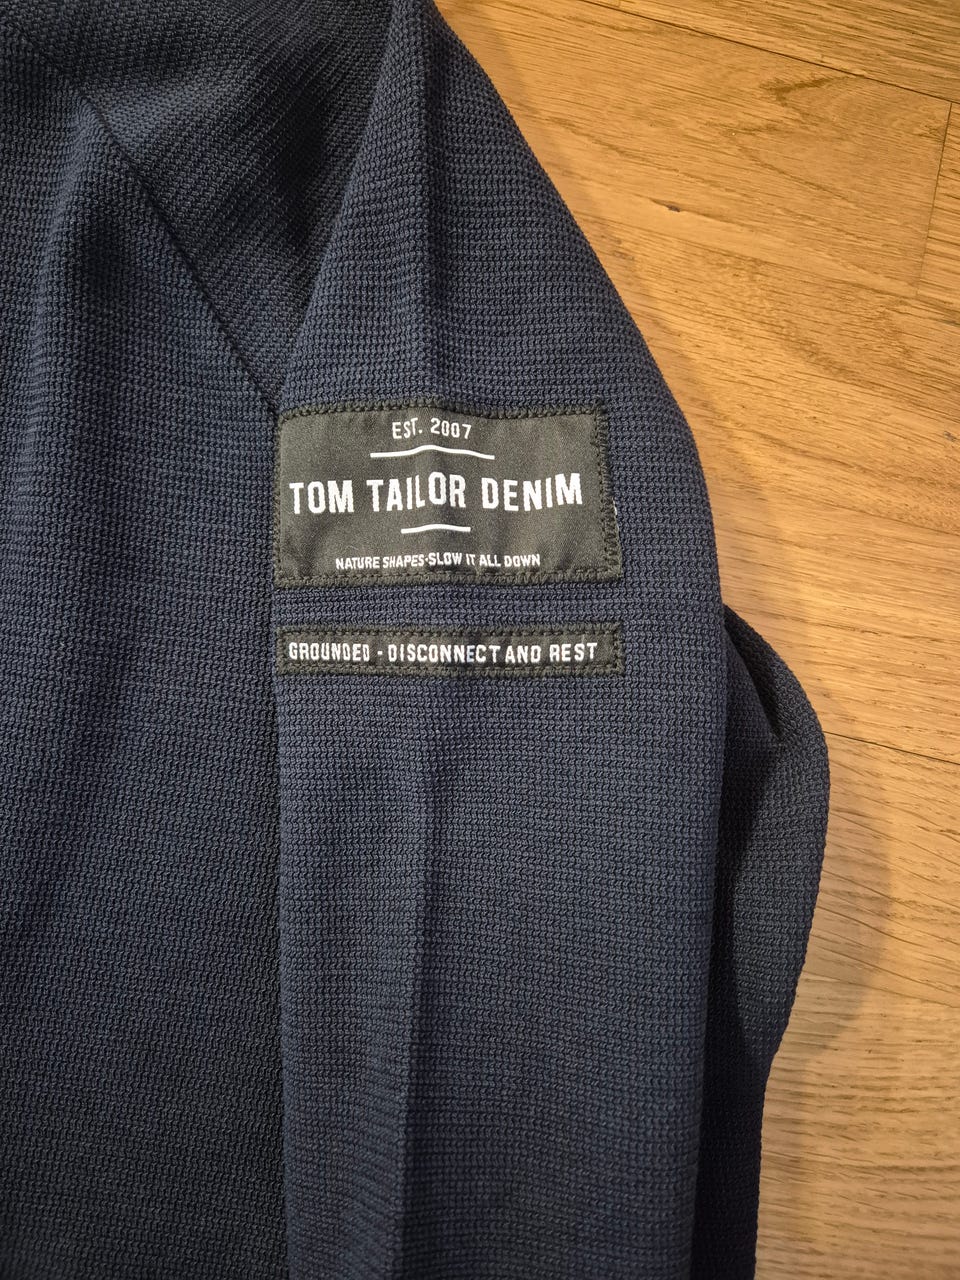 EST. 2007
TOM TAILOR DENIM
NATURE SHAPES-SLOW IT ALL DOWN
GROUNDED - DISCONNECT AND REST